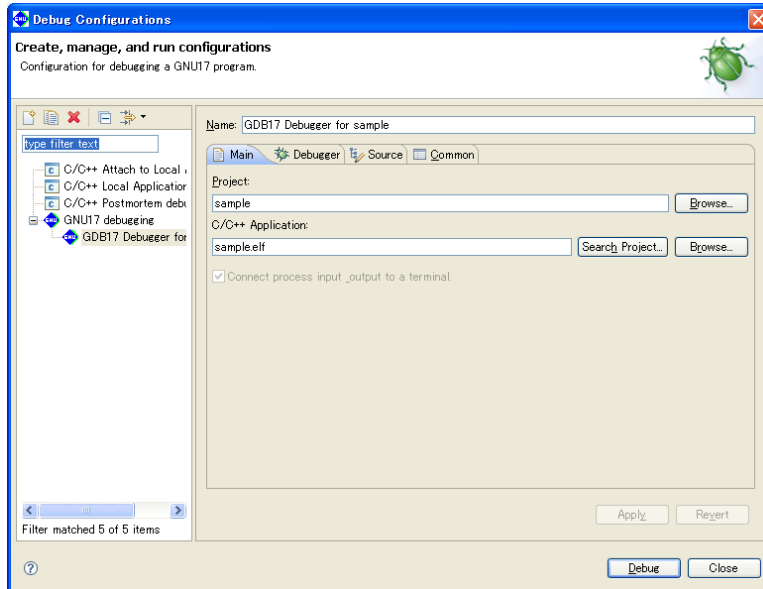 Debug Configurations
Create, manage, and run configurations
Configuration for debugging a GNU17 program.
Name: GDB17 Debugger for sample
type filter text
Main Debugger Source Common
C/C++ Attach to Local
C/C++ Local Application
C/C++ Postmortem debu
GNU17 debugging
GDB17 Debugger for
Project:
sample Browse...
C/C++ Application:
sample.elf Search Project... Browse...
Connect process input _output to a terminal.
Apply Revert
Filter matched 5 of 5 items
Debug Close